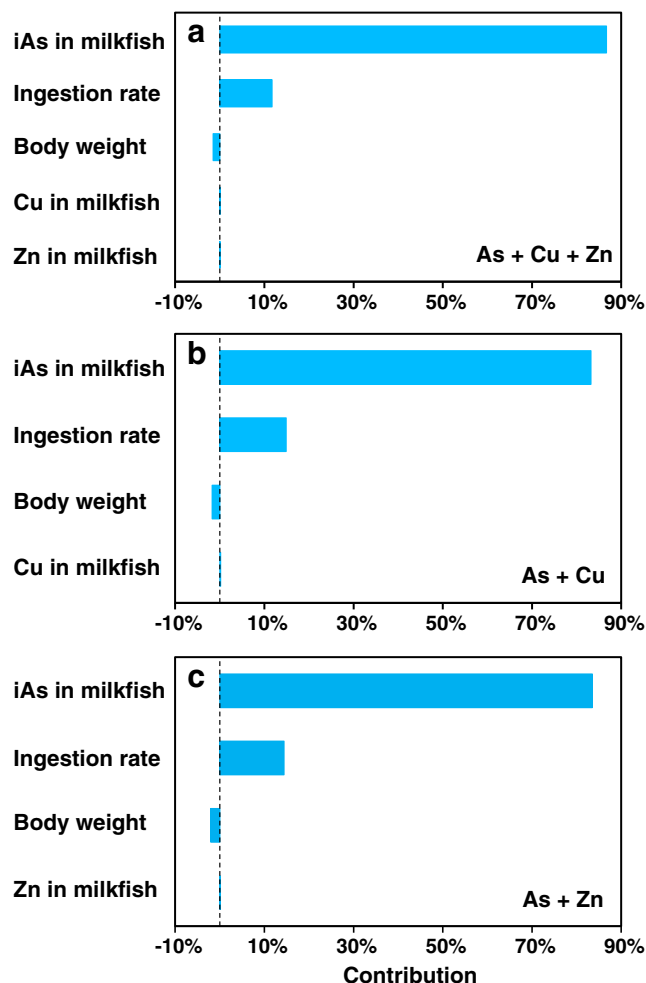 a
iAs in milkfish
Ingestion rate
Body weight
Cu in milkfish
Zn in milkfish
As + Cu + Zn
-10% 10% 30% 50% 70% 90%
b
iAs in milkfish
Ingestion rate
Body weight
Cu in milkfish
As + Cu
-10% 10% 30% 50% 70% 90%
c
iAs in milkfish
Ingestion rate
Body weight
Zn in milkfish
As + Zn
-10% 10% 30% 50% 70% 90%
Contribution